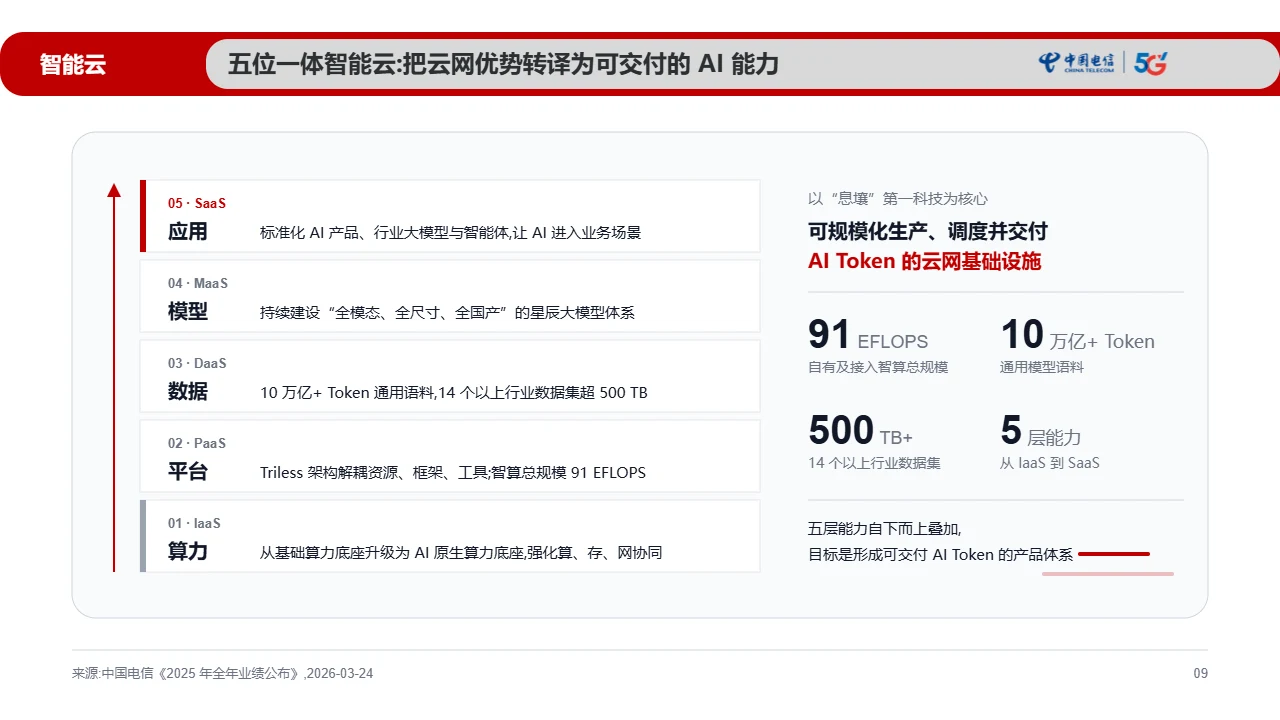 智能云
五位一体智能云:把云网优势转译为可交付的 AI 能力
中国电信
CHINA TELECOM
5G
05 · SaaS
应用
标准化 AI 产品、行业大模型与智能体,让 AI 进入业务场景
04 · MaaS
模型
持续建设“全模态、全尺寸、全国产”的星辰大模型体系
03 · DaaS
数据
10 万亿+ Token 通用语料,14 个以上行业数据集超 500 TB
02 · PaaS
平台
Triless 架构解耦资源、框架、工具;智算总规模 91 EFLOPS
01 · IaaS
算力
从基础算力底座升级为 AI 原生算力底座,强化算、存、网协同
以“息壤”第一科技为核心
可规模化生产、调度并交付
AI Token 的云网基础设施
91 EFLOPS
自有及接入智算总规模
10 万亿+ Token
通用模型语料
500 TB+
14 个以上行业数据集
5 层能力
从 IaaS 到 SaaS
五层能力自下而上叠加,
目标是形成可交付 AI Token 的产品体系
来源:中国电信《2025 年全年业绩公布》,2026-03-24
09